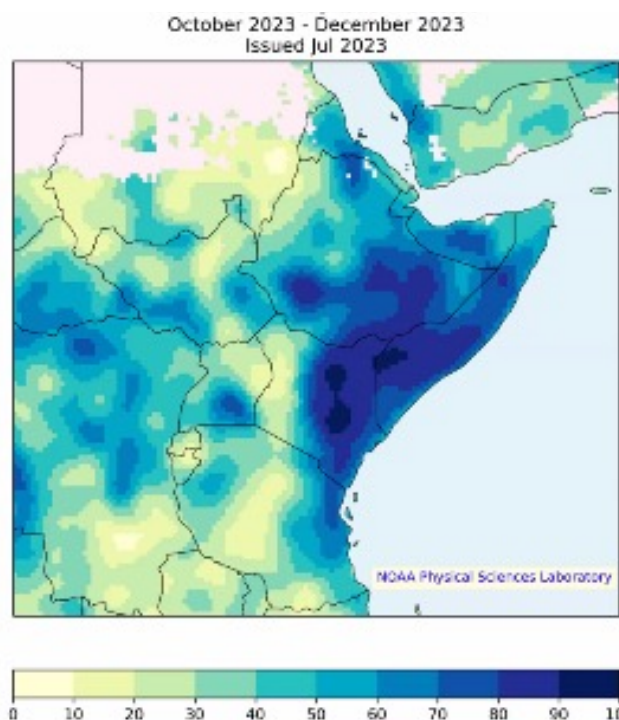 October 2023 - December 2023
Issued Jul 2023
NOAA Physical Sciences Laboratory
0 10 20 30 40 50 60 70 80 90